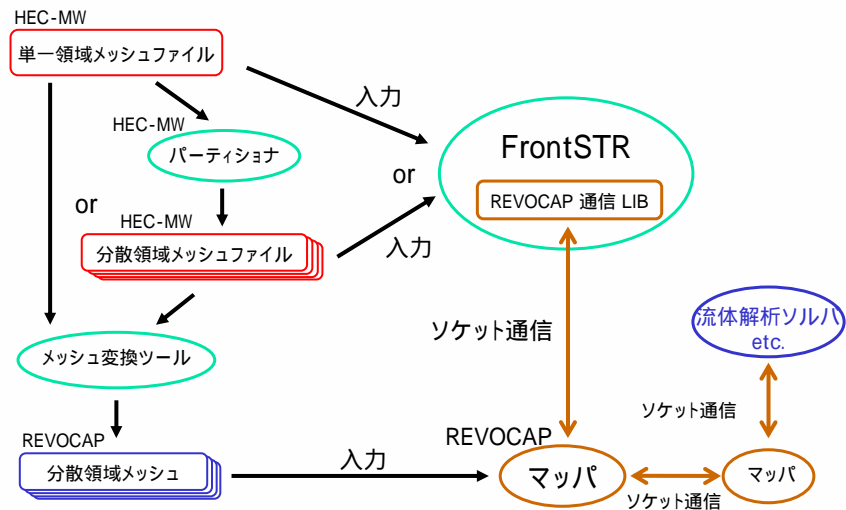 HEC-MW
単一領域メッシュファイル
入力
HEC-MW
パーティショナ
FrontSTR
or
REVOCAP 通信 LIB
or
HEC-MW
分散領域メッシュファイル
入力
ソケット通信
流体解析ソルバ
etc.
メッシュ変換ツール
ソケット通信
REVOCAP
分散領域メッシュ
入力
REVOCAP
マッパ
マッパ
ソケット通信